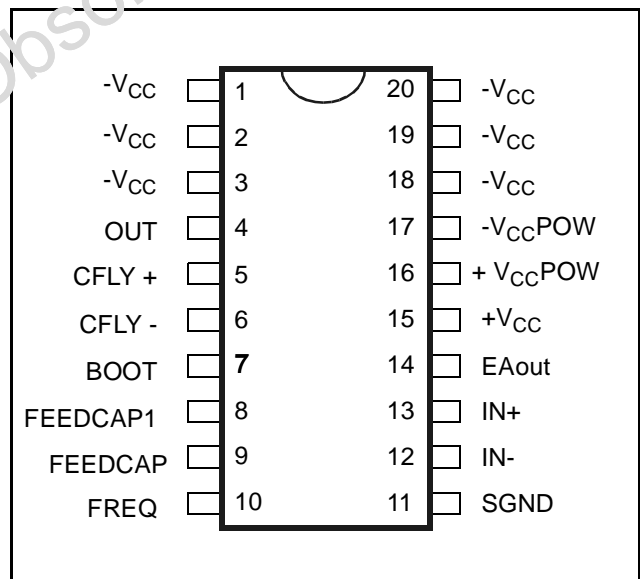 -VCC 1 20 -VCC
-VCC 2 19 -VCC
-VCC 3 18 -VCC
OUT 4 17 -VCCPOW
CFLY + 5 16 + VCCPOW
CFLY - 6 15 +VCC
BOOT 7 14 EAout
FEEDCAP1 8 13 IN+
FEEDCAP 9 12 IN-
FREQ 10 11 SGND